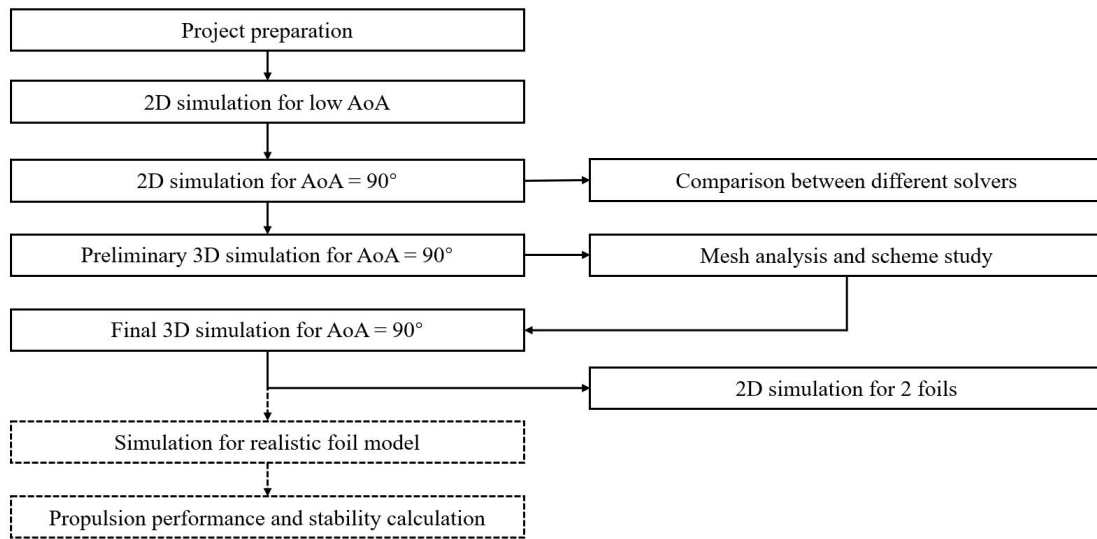 Project preparation
2D simulation for low AoA
2D simulation for AoA = 90°
Comparison between different solvers
Preliminary 3D simulation for AoA = 90°
Mesh analysis and scheme study
Final 3D simulation for AoA = 90°
2D simulation for 2 foils
Simulation for realistic foil model
Propulsion performance and stability calculation